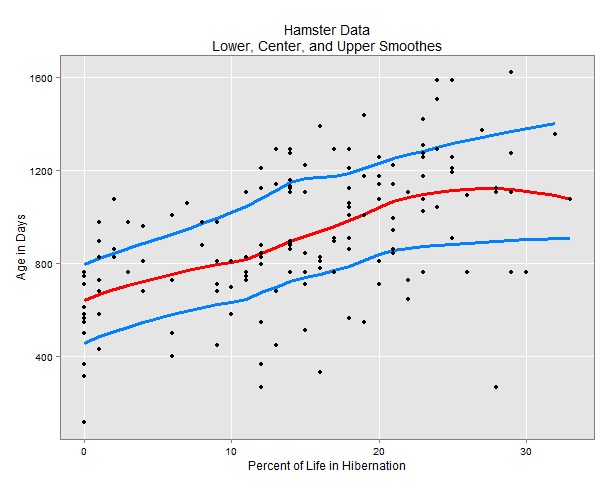 Hamster Data
Lower, Center, and Upper Smoothes
1600
1200
800
400
Age in Days
0 10 20 30
Percent of Life in Hibernation